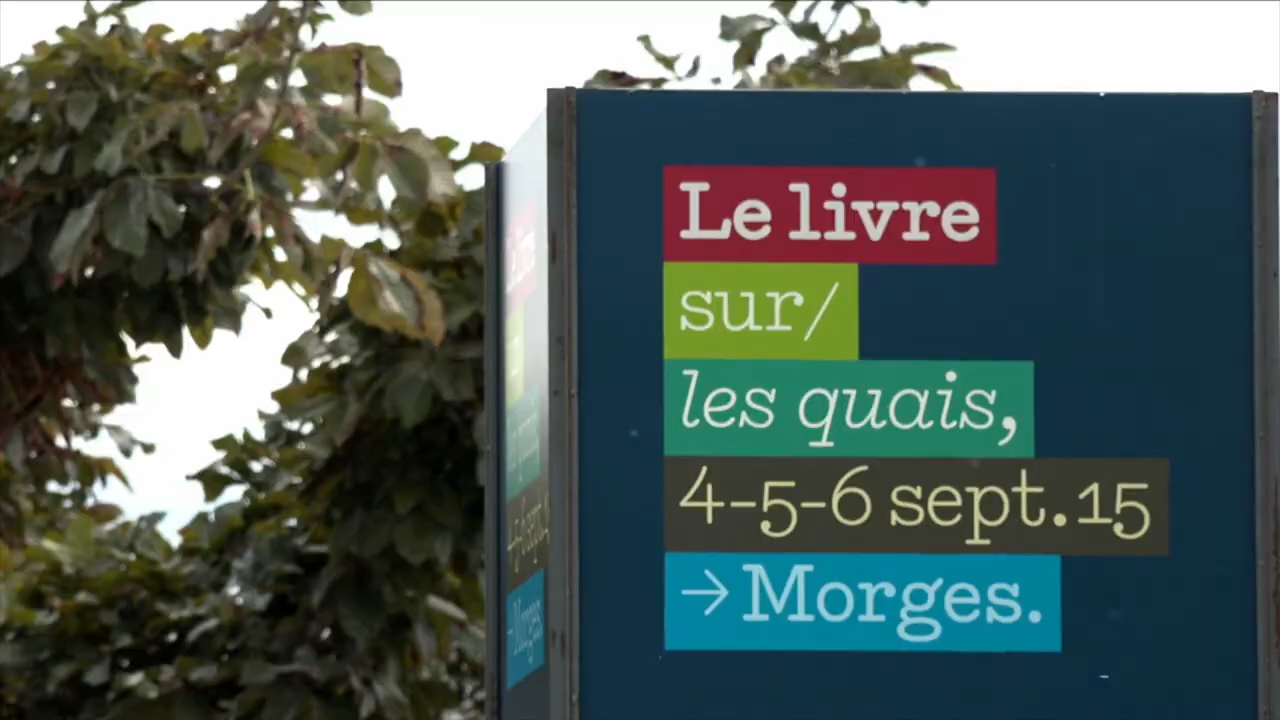 Le livre
sur/
les quais,
4-5-6 sept.15
→ Morges.